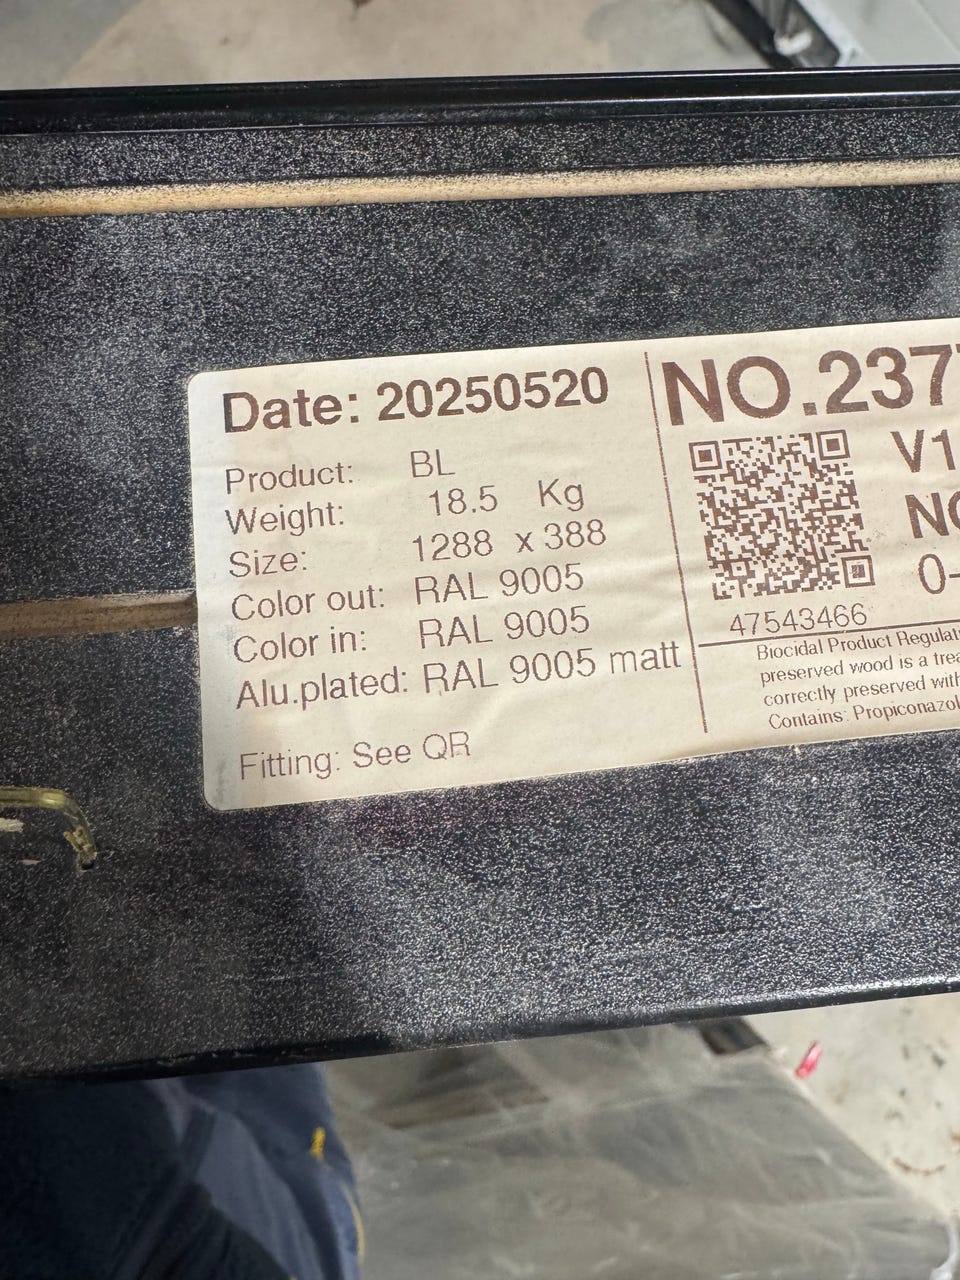 Date: 20250520
Product: BL
Weight: 18.5 Kg
Size: 1288 x 388
Color out: RAL 9005
Color in: RAL 9005
Alu.plated: RAL 9005 matt
Fitting: See QR
NO.237
V1
NO
0-
47543466
Biocidal Product Regulat
preserved wood is a trea
correctly preserved with
Contains: Propiconazol